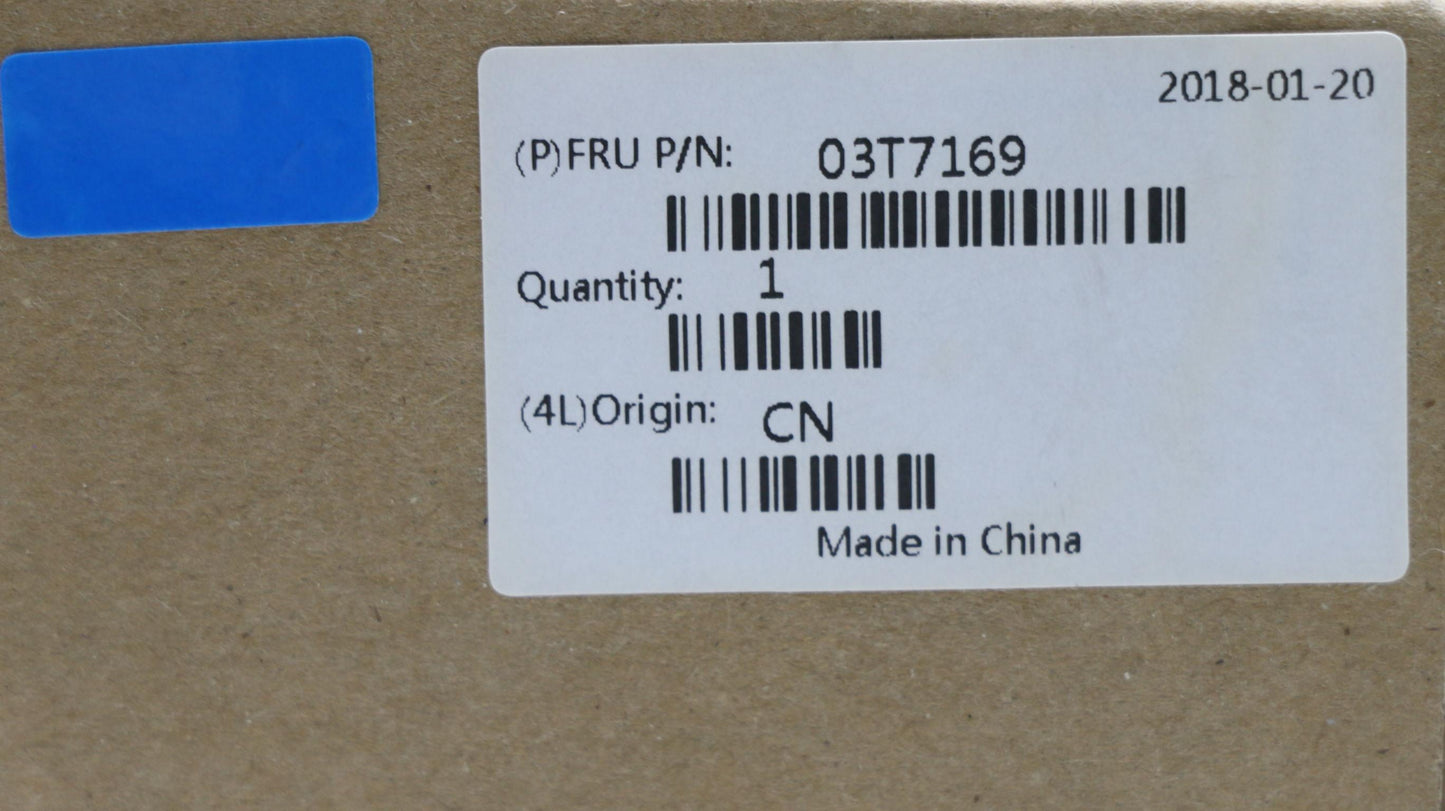 2018-01-20
(P)FRU P/N: 03T7169
Quantity: 1
(4L)Origin: CN
Made in China